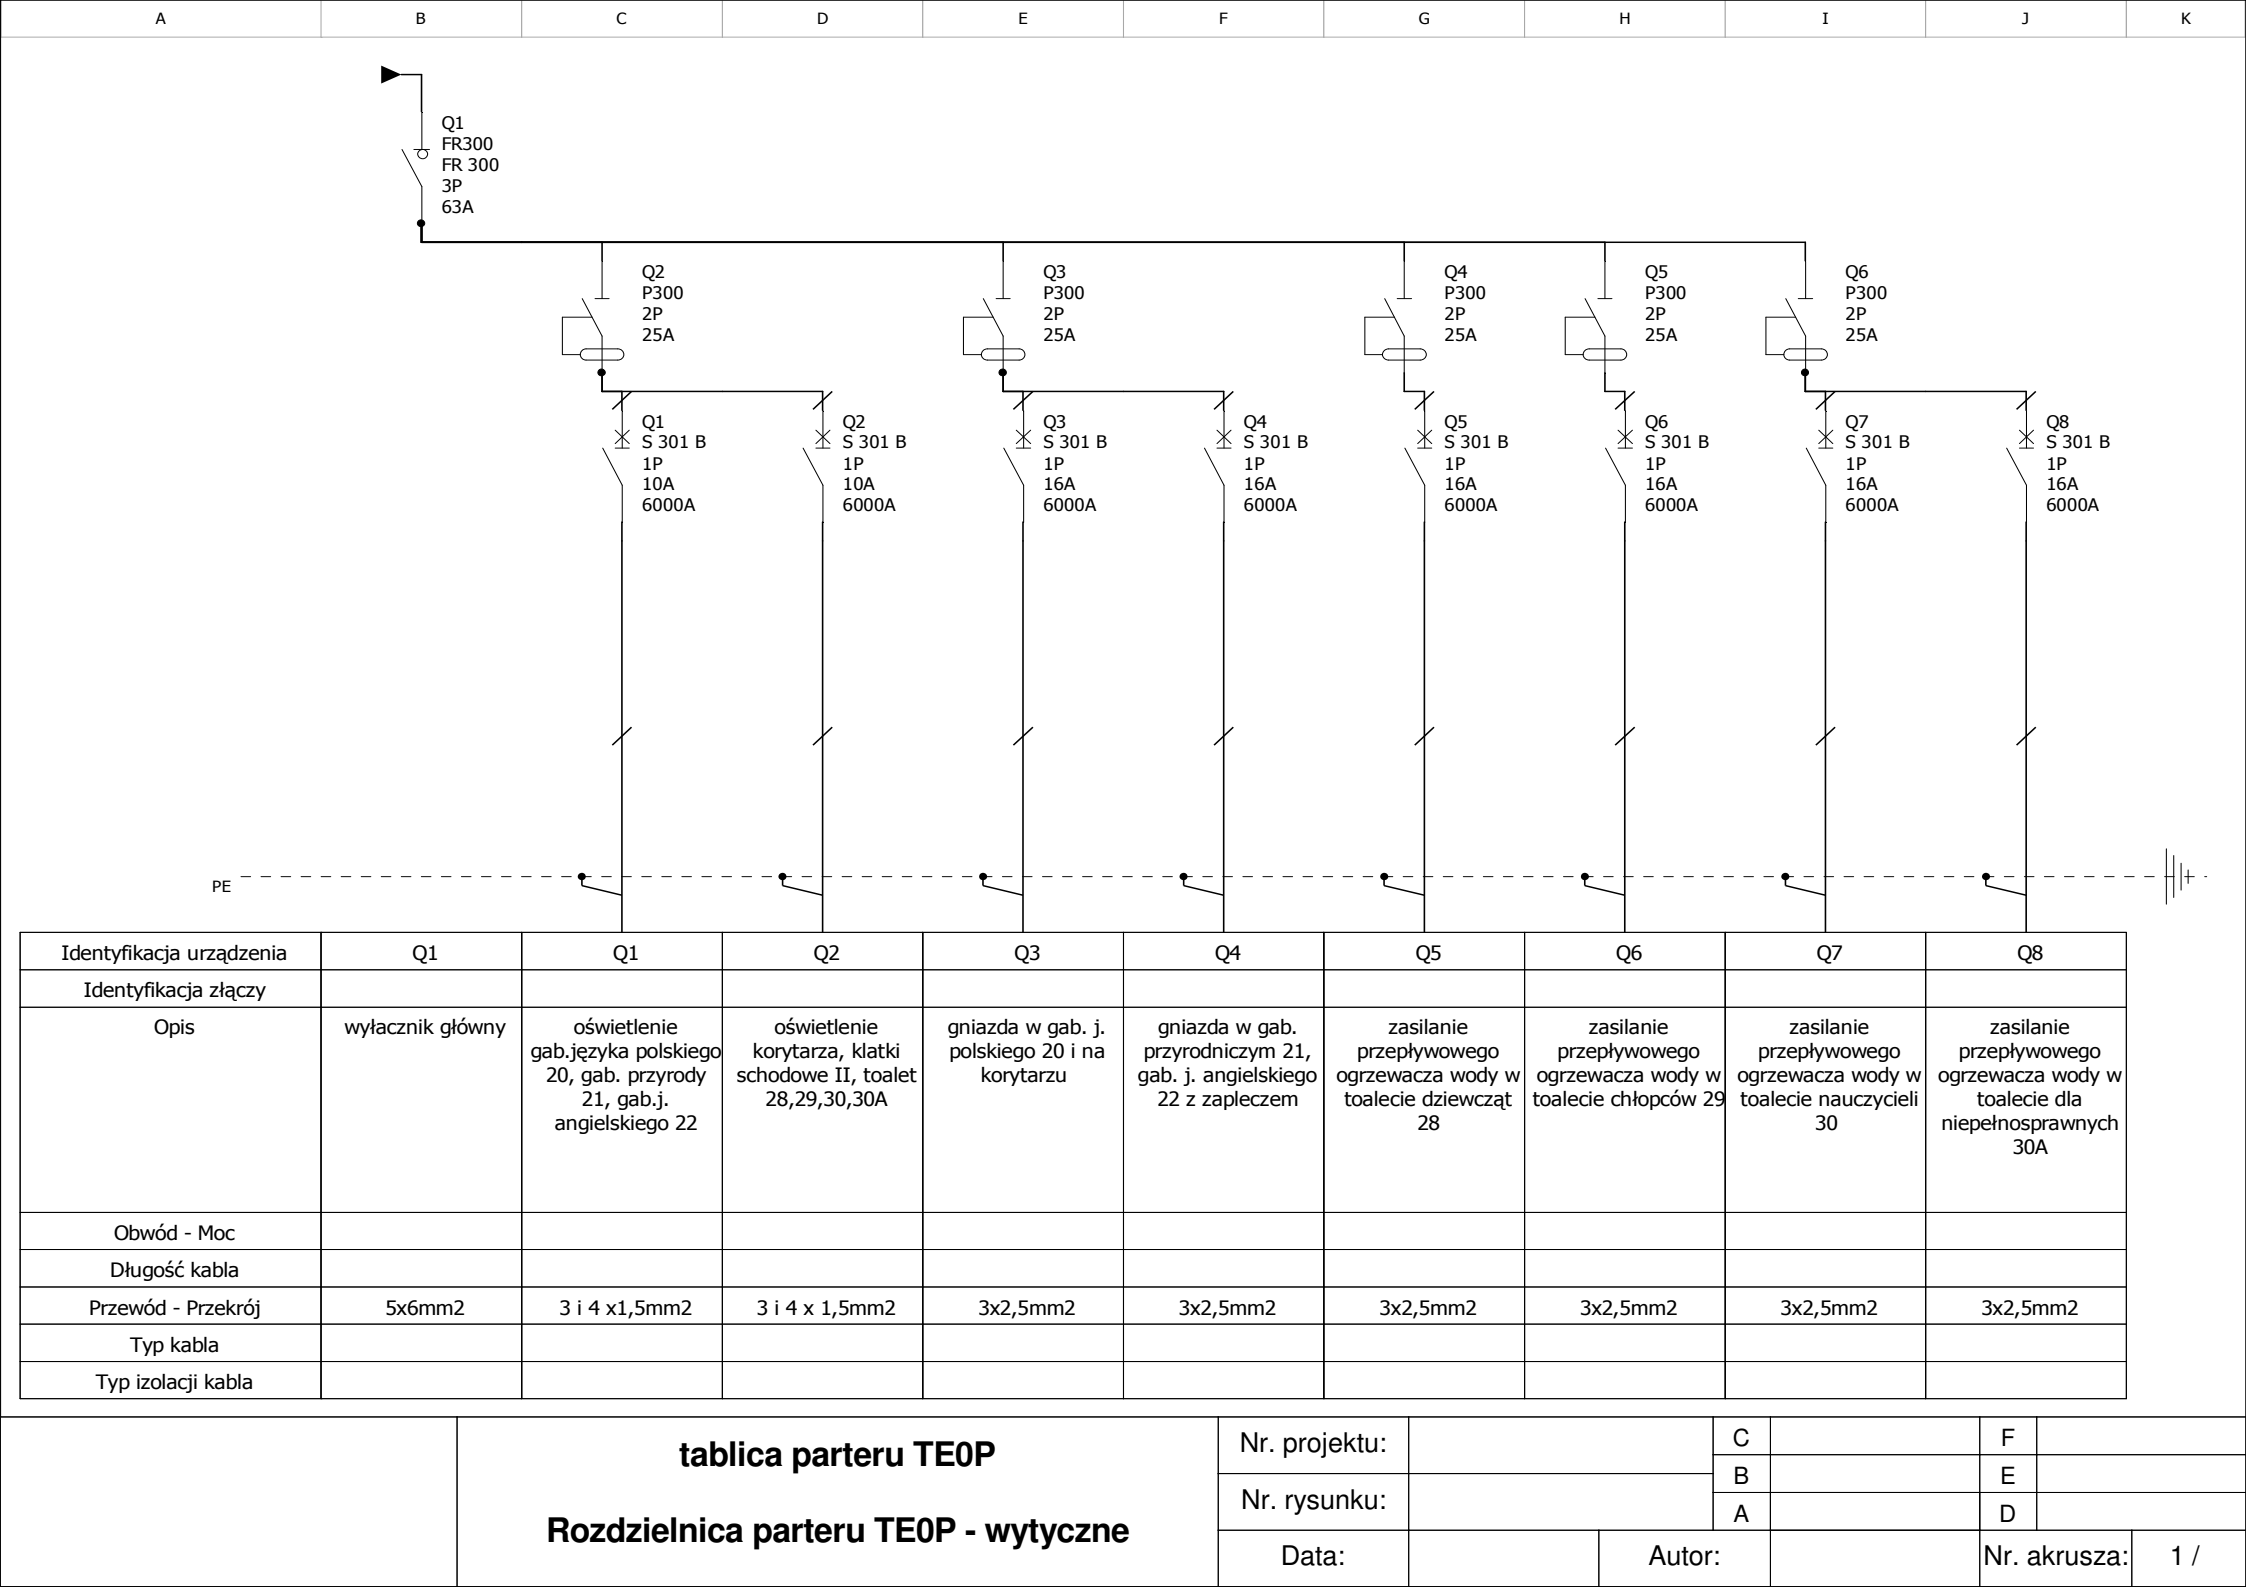 A B C D E F G H I J K
Q1
FR300
FR 300
3P
63A
Q2
P300
2P
25A
Q3
P300
2P
25A
Q4
P300
2P
25A
Q5
P300
2P
25A
Q6
P300
2P
25A
Q1
S 301 B
1P
10A
6000A
Q2
S 301 B
1P
10A
6000A
Q3
S 301 B
1P
16A
6000A
Q4
S 301 B
1P
16A
6000A
Q5
S 301 B
1P
16A
6000A
Q6
S 301 B
1P
16A
6000A
Q7
S 301 B
1P
16A
6000A
Q8
S 301 B
1P
16A
6000A
PE
Identyfikacja urządzenia Q1 Q1 Q2 Q3 Q4 Q5 Q6 Q7 Q8
Identyfikacja złączy
Opis
wyłacznik główny
oświetlenie
gab.języka polskiego
20, gab. przyrody
21, gab.j.
angielskiego 22
oświetlenie
korytarza, klatki
schodowe II, toalet
28,29,30,30A
gniazda w gab. j.
polskiego 20 i na
korytarzu
gniazda w gab.
przyrodniczym 21,
gab. j. angielskiego
22 z zapleczem
zasilanie
przepływowego
ogrzewacza wody w
toalecie dziewcząt
28
zasilanie
przepływowego
ogrzewacza wody w
toalecie chłopców 29
zasilanie
przepływowego
ogrzewacza wody w
toalecie nauczycieli
30
zasilanie
przepływowego
ogrzewacza wody w
toalecie dla
niepełnosprawnych
30A
Obwód - Moc
Długość kabla
Przewód - Przekrój 5x6mm2 3 i 4 x1,5mm2 3 i 4 x 1,5mm2 3x2,5mm2 3x2,5mm2 3x2,5mm2 3x2,5mm2 3x2,5mm2 3x2,5mm2
Typ kabla
Typ izolacji kabla
tablica parteru TE0P
Rozdzielnica parteru TE0P - wytyczne
Nr. projektu:
Nr. rysunku:
C F
B E
A D
Data: Autor: Nr. akrusza: 1 /